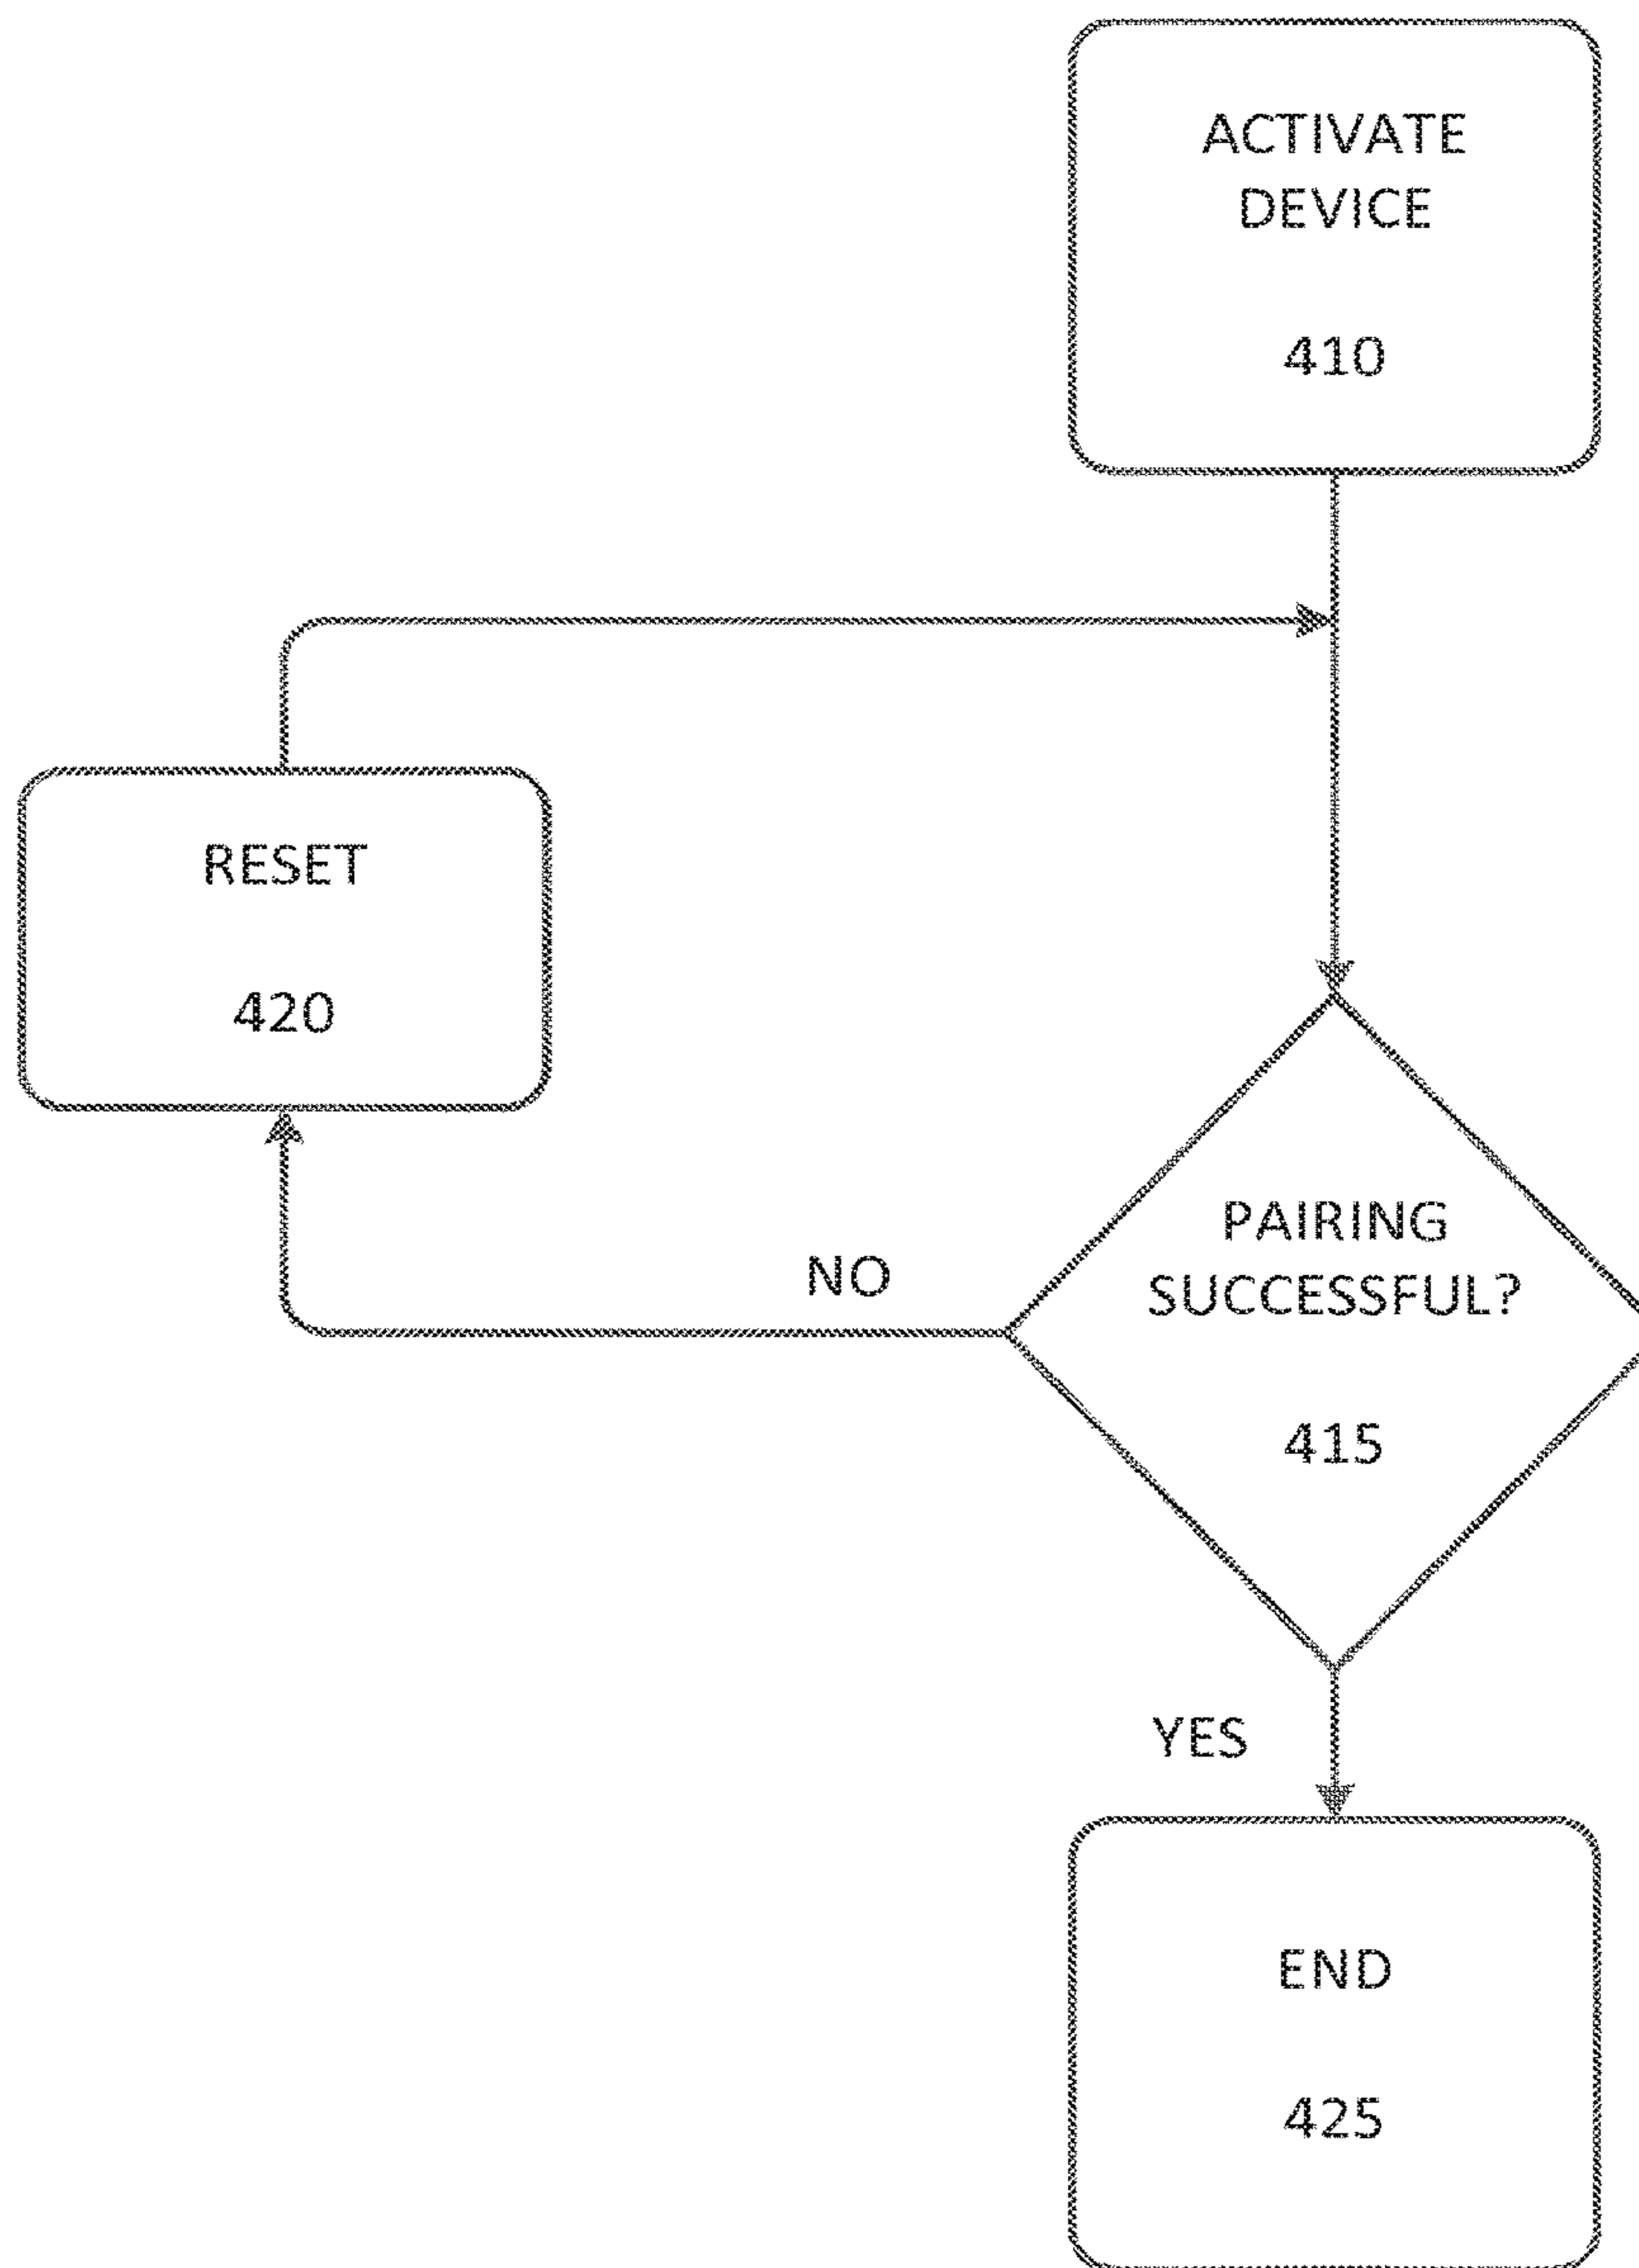 ACTIVATE
DEVICE
410
RESET
420
PAIRING
SUCCESSFUL?
415
NO
YES
END
425